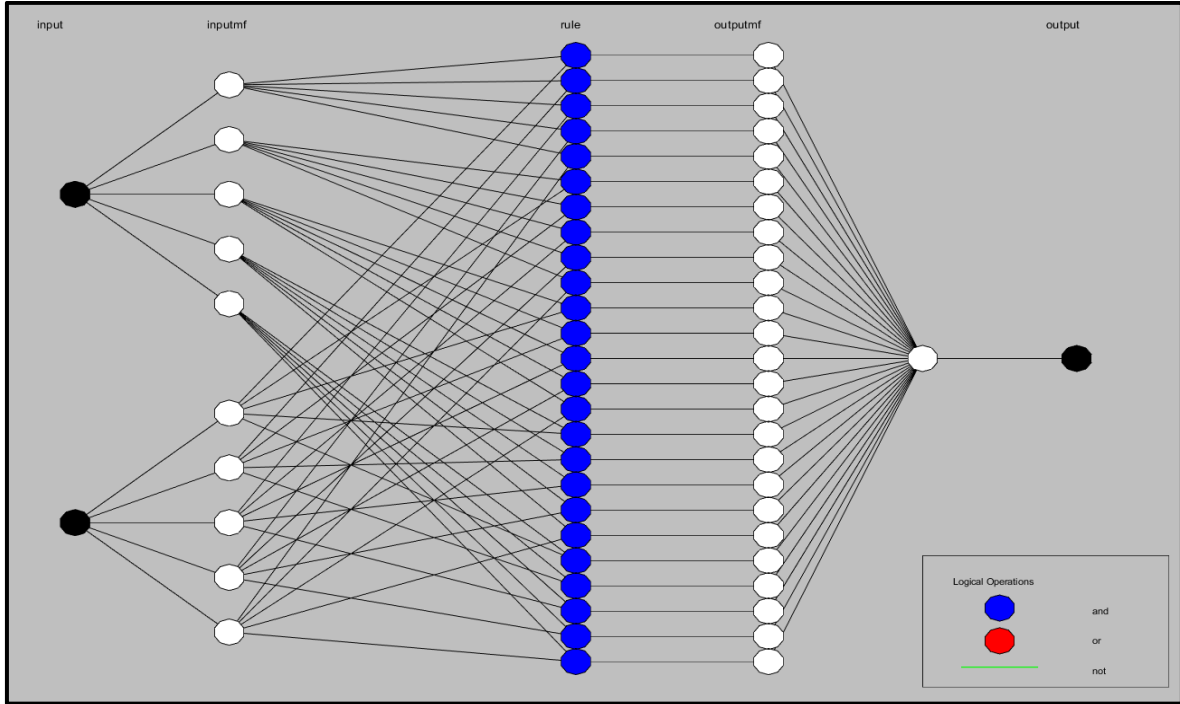 input inputmf rule outputmf output
Logical Operations
and
or
not